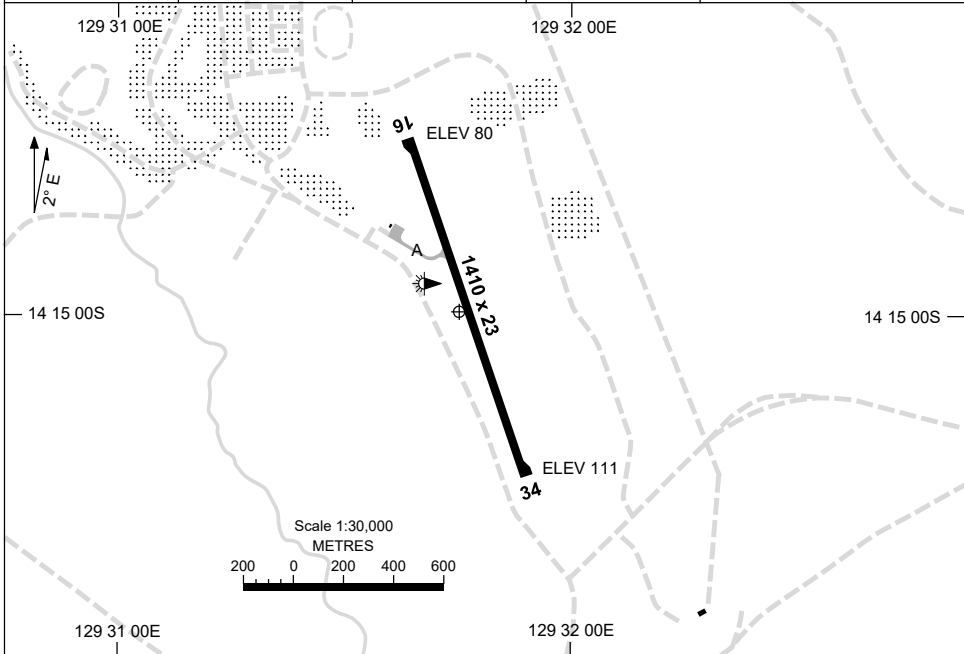 129 31 00E
129 32 00E
16
ELEV 80
2° E
A
1410 x 23
14 15 00S
14 15 00S
ELEV 111
34
Scale 1:30,000
METRES
200 0 200 400 600
129 31 00E
129 32 00E